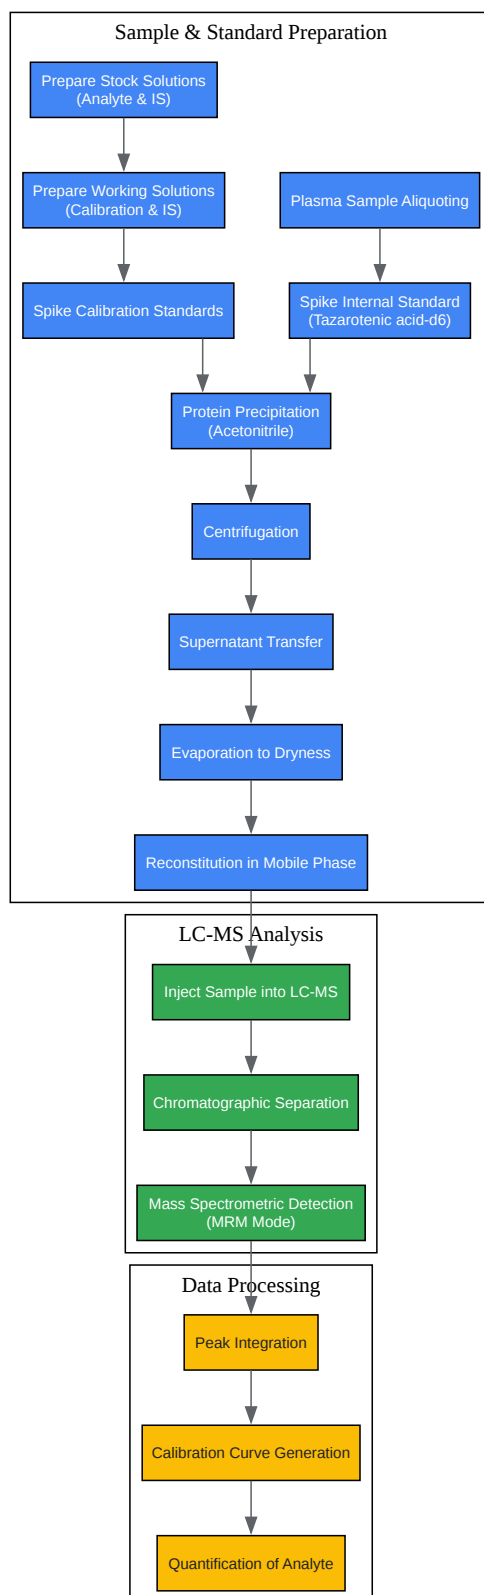 Sample & Standard Preparation
Prepare Stock Solutions
(Analyte & IS)
Prepare Working Solutions
(Calibration & IS)
Plasma Sample Aliquoting
Spike Calibration Standards
Spike Internal Standard
(Tazarotenic acid-d6)
Protein Precipitation
(Acetonitrile)
Centrifugation
Supernatant Transfer
Evaporation to Dryness
Reconstitution in Mobile Phase
LC-MS Analysis
Inject Sample into LC-MS
Chromatographic Separation
Mass Spectrometric Detection
(MRM Mode)
Data Processing
Peak Integration
Calibration Curve Generation
Quantification of Analyte